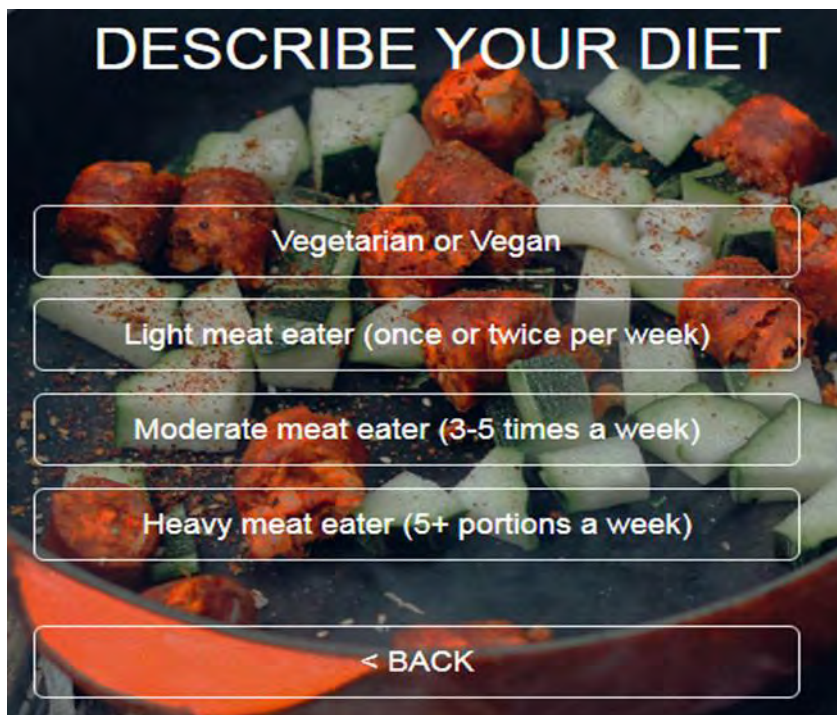 DESCRIBE YOUR DIET
Vegetarian or Vegan
Light meat eater (once or twice per week)
Moderate meat eater (3-5 times a week)
Heavy meat eater (5+ portions a week)
< BACK